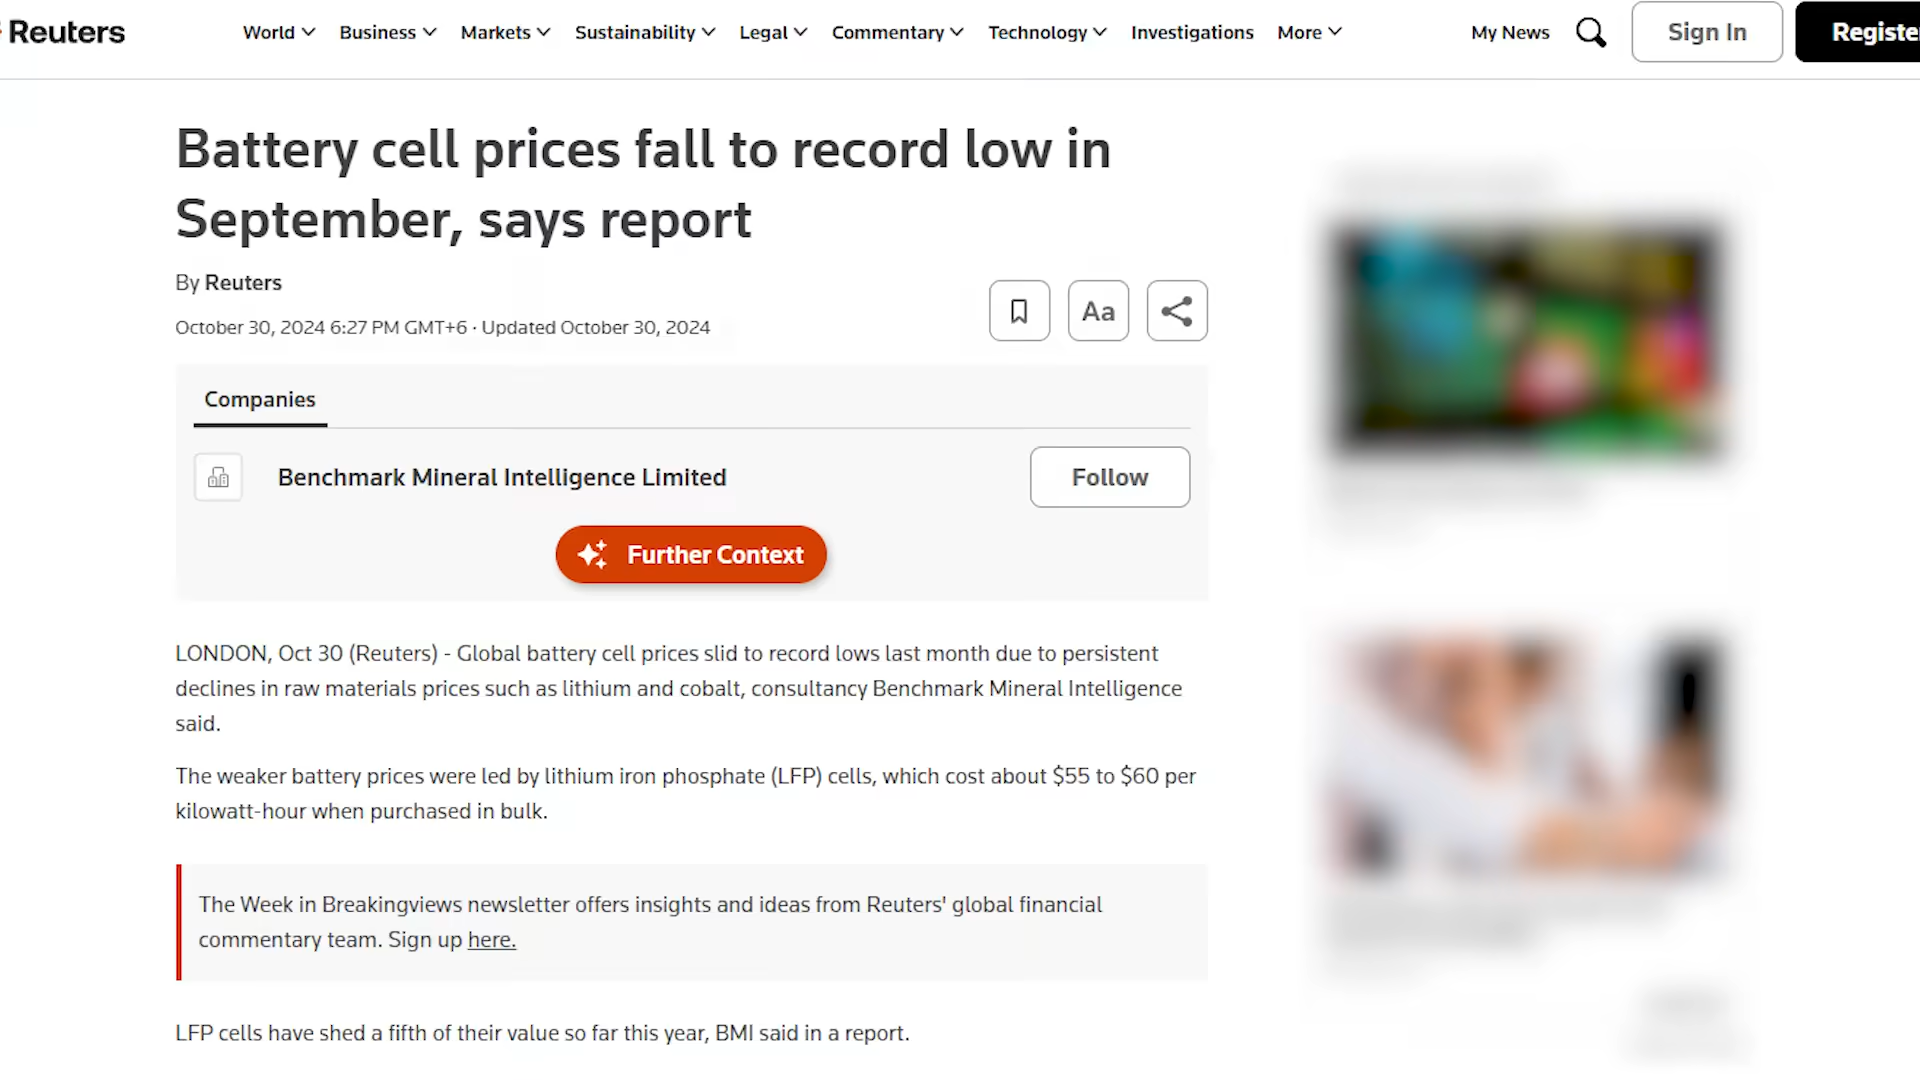 Reuters
World Business Markets Sustainability Legal Commentary Technology Investigations More My News Sign In Registe
Battery cell prices fall to record low in
September, says report
By Reuters
October 30, 2024 6:27 PM GMT+6 · Updated October 30, 2024
Aa
Companies
Benchmark Mineral Intelligence Limited Follow
Further Context
LONDON, Oct 30 (Reuters) - Global battery cell prices slid to record lows last month due to persistent
declines in raw materials prices such as lithium and cobalt, consultancy Benchmark Mineral Intelligence
said.
The weaker battery prices were led by lithium iron phosphate (LFP) cells, which cost about $55 to $60 per
kilowatt-hour when purchased in bulk.
The Week in Breakingviews newsletter offers insights and ideas from Reuters' global financial
commentary team. Sign up here.
LFP cells have shed a fifth of their value so far this year, BMI said in a report.